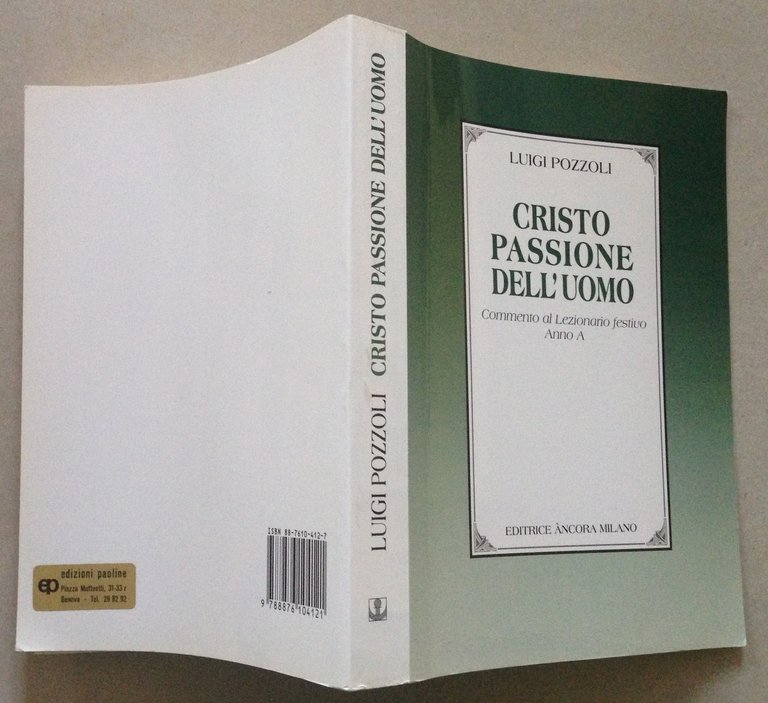 LUIGI POZZOLI
CRISTO
PASSIONE
DELL'UOMO
Commento al Lezionario festivo
Anno A
EDITRICE ÀNCORA MILANO
LUIGI POZZOLI CRISTO PASSIONE DELL'UOMO
ISBN 88-7610-412-7
9 788876 104121
ep
edizioni paoline
Piazza Matteotti, 31-33 r
Genova - Tel. 29 82 92